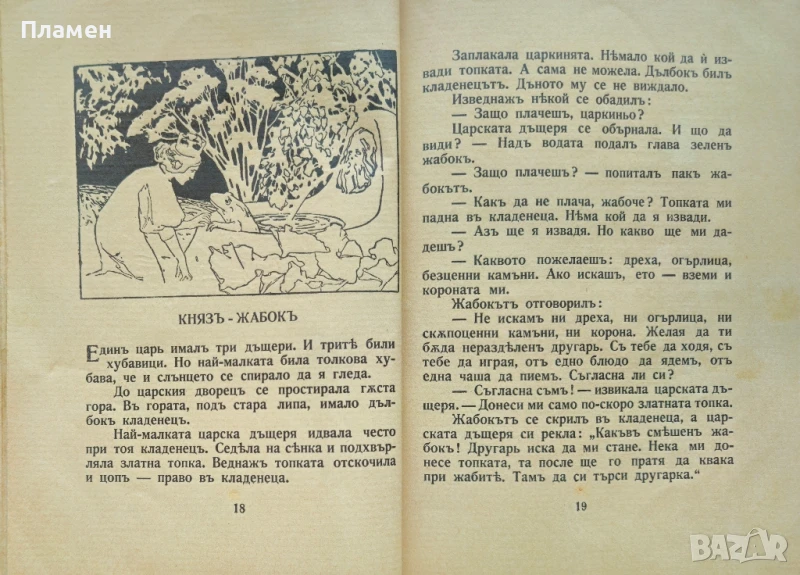 Пламен
КНЯЗЪ - ЖАБОКЪ
Единъ царь ималъ три дъщери. И тритѣ били
хубавици. Но най-малката била толкова ху-
бава, че и слънцето се спирало да я гледа.
До царския дворецъ се простирала гѫста
гора. Въ гората, подъ стара липа, имало дъл-
бокъ кладенецъ.
Най-малката царска дъщеря идвала често
при тоя кладенецъ. Седѣла на сѣнка и подхвър-
ляла златна топка. Веднажъ топката отскочила
и цопъ — право въ кладенеца.
18
Заплакала царкинята. Нѣмало кой да ѝ из-
вади топката. А сама не можела. Дълбокъ билъ
кладенецътъ. Дъното му се не виждало.
Изведнажъ нѣкой се обадилъ:
— Защо плачешъ, царкиньо?
Царската дъщеря се обърнала. И що да
види? — Надъ водата подалъ глава зеленъ
жабокъ.
— Защо плачешъ? — попиталъ пакъ жа-
бокътъ.
— Какъ да не плача, жабоче? Топката ми
падна въ кладенеца. Нѣма кой да я извади.
— Азъ ще я извадя. Но какво ще ми да-
дешъ?
— Каквото пожелаешъ: дреха, огърлица,
безценни камъни. Ако искашъ, ето — вземи и
короната ми.
Жабокътъ отговорилъ:
— Не искамъ ни дреха, ни огърлица, ни
скѫпоценни камъни, ни корона. Желая да ти
бѫда нераздѣленъ другарь. Съ тебе да ходя, съ
тебе да играя, отъ едно блюдо да ядемъ, отъ
една чаша да пиемъ. Съгласна ли си?
— Съгласна съмъ! — извикала царската дъ-
щеря. — Донеси ми само по-скоро златната топка.
Жабокътъ се скрилъ въ кладенеца, а цар-
ската дъщеря си рекла: „Какъвъ смѣшенъ жа-
бокъ! Другарь иска да ми стане. Нека ми до-
несе топката, та после ще го пратя да квака
при жабитѣ. Тамъ да си търси другарка.“
19
BAZAR